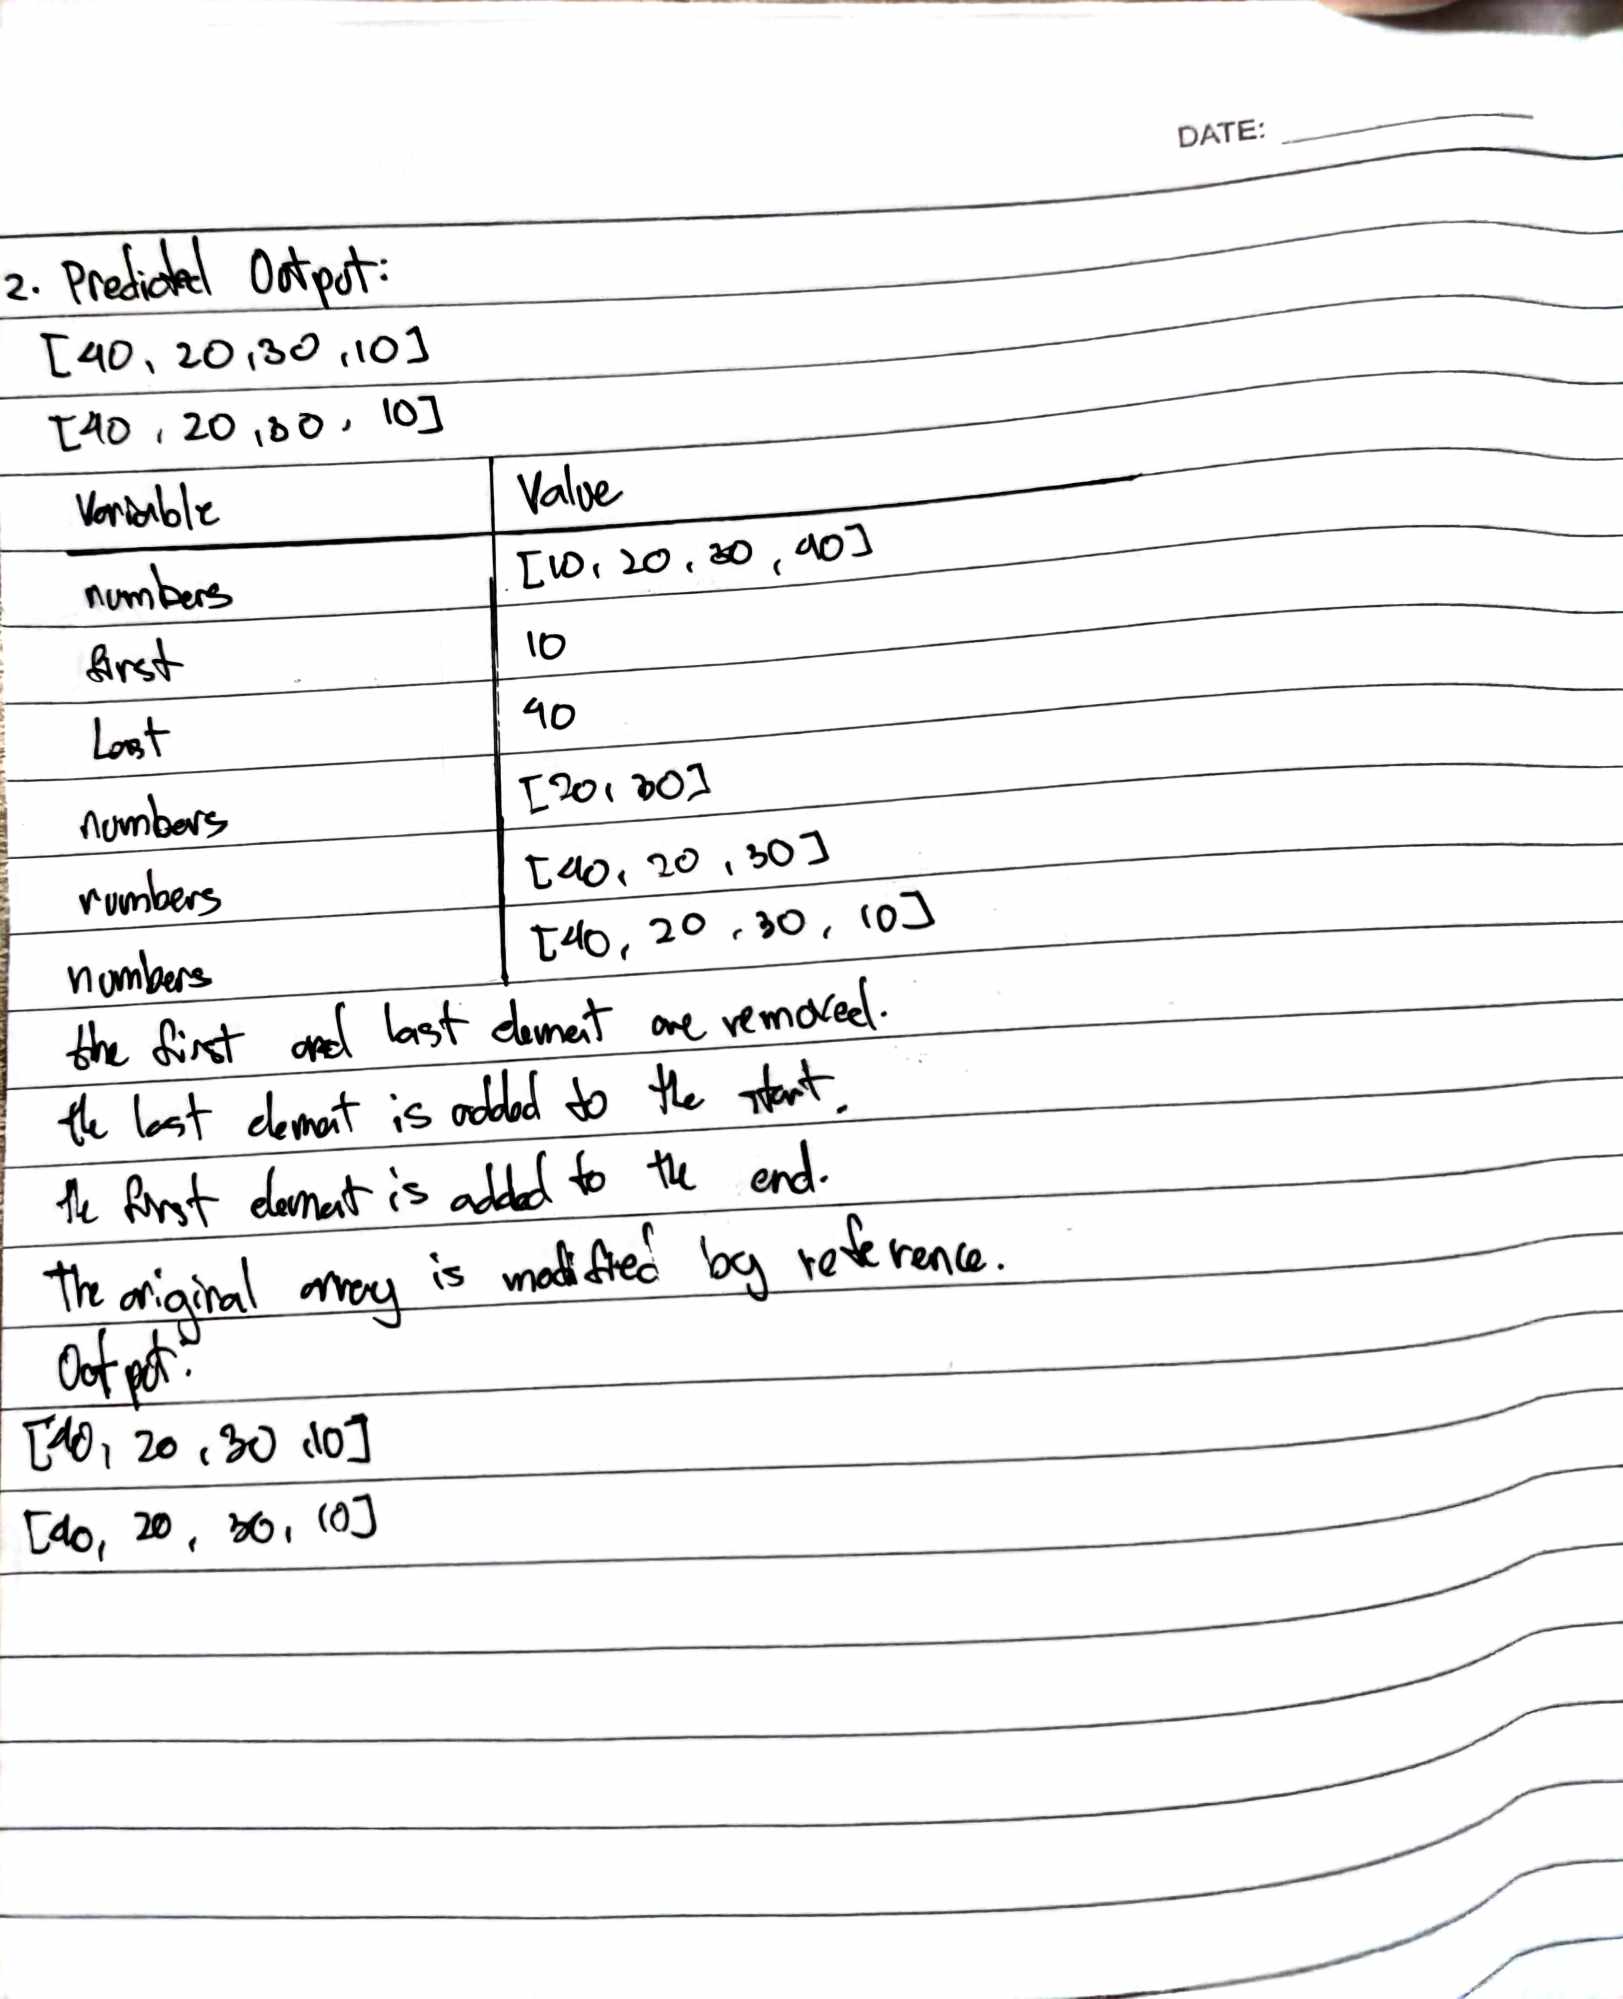 DATE:
2. Predicted Output:
[40, 20, 30, 10]
[40, 20, 30, 10]
Variable Value
numbers [10, 20, 30, 40]
first 10
Last 40
numbers [20, 30]
numbers [40, 20, 30]
numbers [40, 20, 30, 10]
the first and last element are removed.
the last element is added to the start.
the first element is added to the end.
The original array is modified by reference.
Output:
[40, 20, 30, 10]
[40, 20, 30, 10]